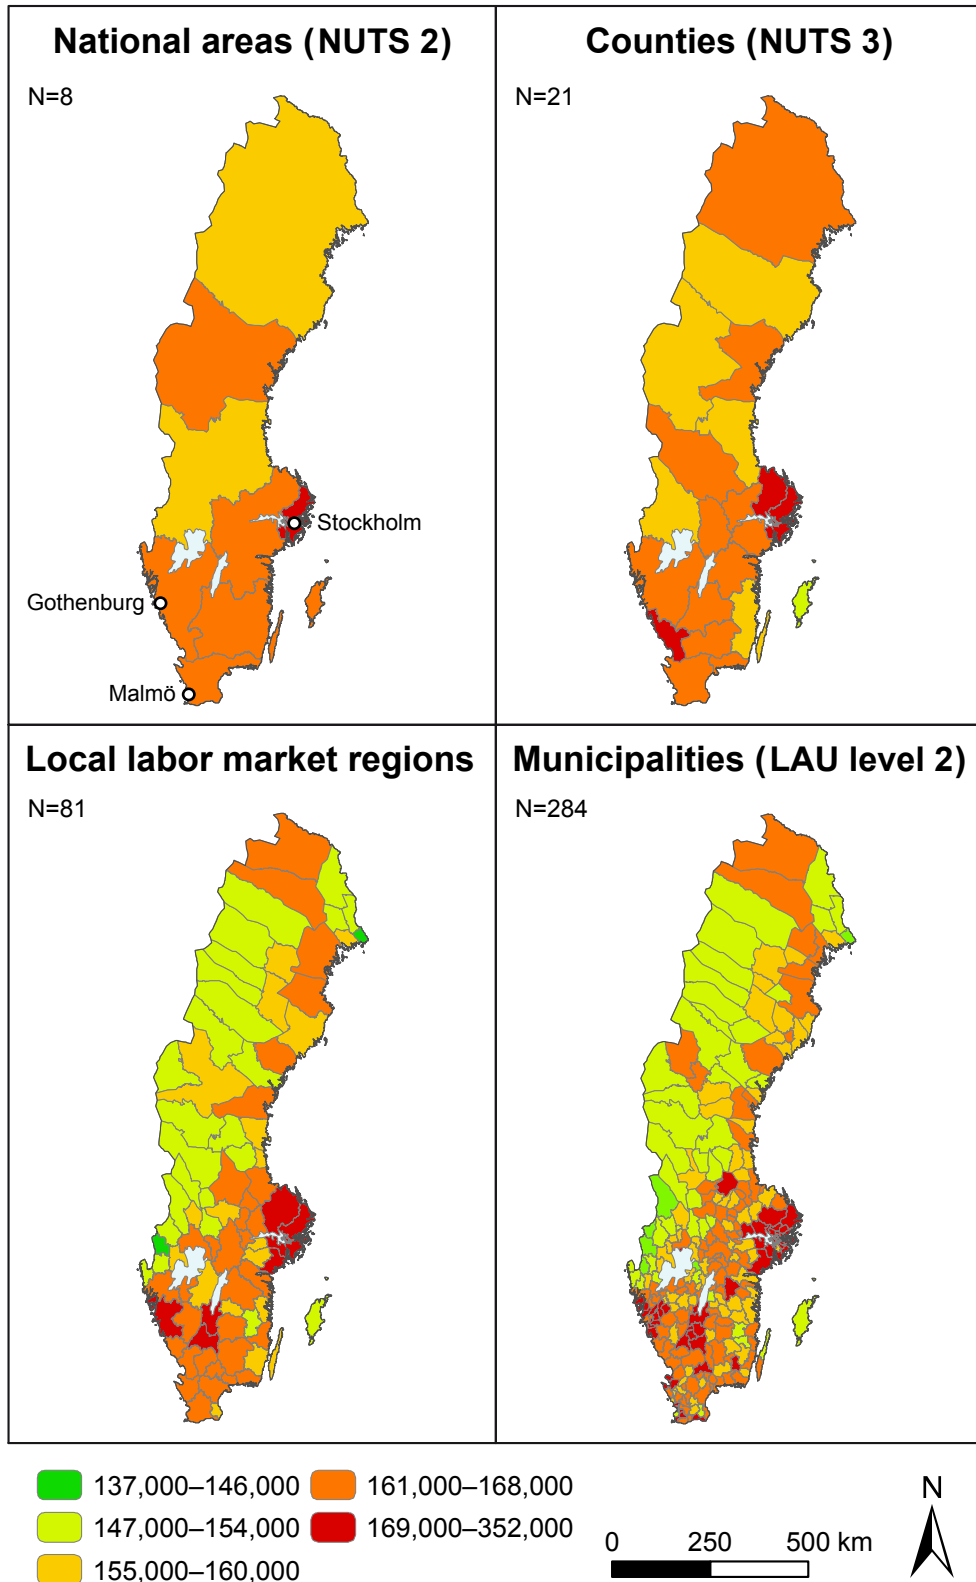 National areas (NUTS 2)
N=8
Stockholm
Gothenburg
Malmö
Counties (NUTS 3)
N=21
Local labor market regions
N=81
Municipalities (LAU level 2)
N=284
137,000–146,000
147,000–154,000
155,000–160,000
161,000–168,000
169,000–352,000
0 250 500 km
N